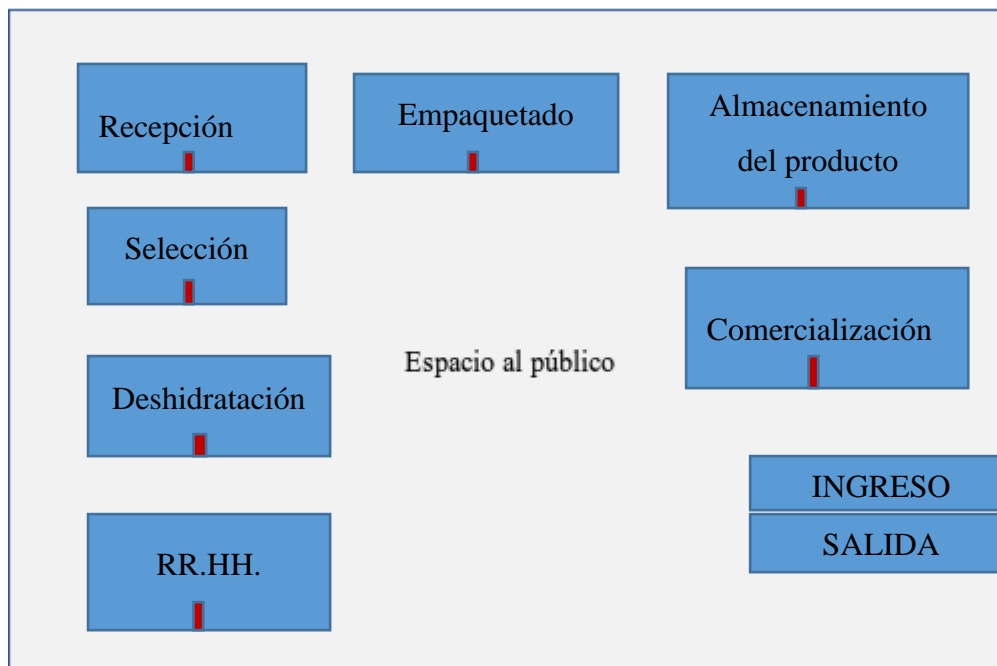 Recepción
Empaquetado
Almacenamiento
del producto
Selección
Comercialización
Espacio al público
Deshidratación
INGRESO
SALIDA
RR.HH.